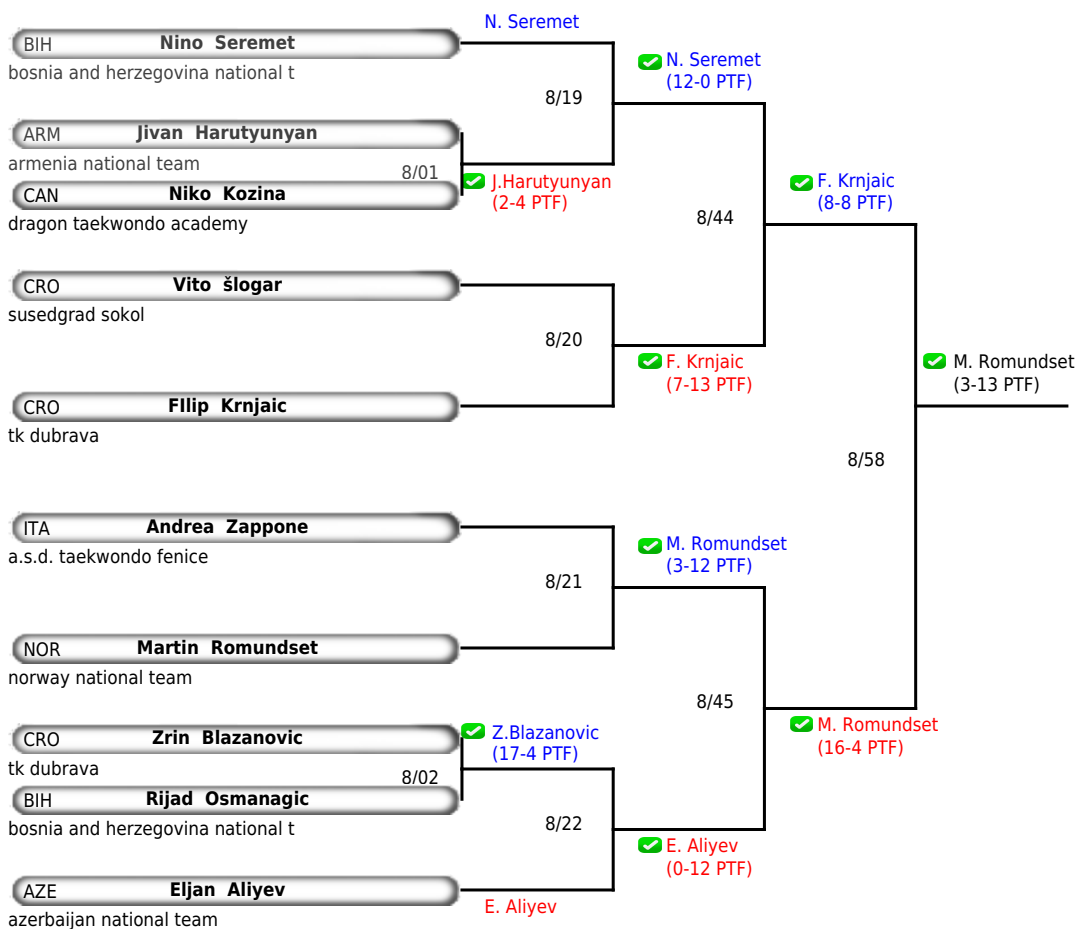 N. Seremet
BIH Nino Seremet
bosnia and herzegovina national t
N. Seremet
(12-0 PTF)
8/19
ARM Jivan Harutyunyan
armenia national team
8/01
J.Harutyunyan
(2-4 PTF)
CAN Niko Kozina
dragon taekwondo academy
F. Krnjaic
(8-8 PTF)
8/44
CRO Vito šlogar
susedgrad sokol
8/20
F. Krnjaic
(7-13 PTF)
CRO FIlip Krnjaic
tk dubrava
M. Romundset
(3-13 PTF)
8/58
ITA Andrea Zappone
a.s.d. taekwondo fenice
M. Romundset
(3-12 PTF)
8/21
NOR Martin Romundset
norway national team
8/45
M. Romundset
(16-4 PTF)
CRO Zrin Blazanovic
tk dubrava
Z.Blazanovic
(17-4 PTF)
8/02
BIH Rijad Osmanagic
bosnia and herzegovina national t
8/22
E. Aliyev
(0-12 PTF)
AZE Eljan Aliyev
azerbaijan national team
E. Aliyev